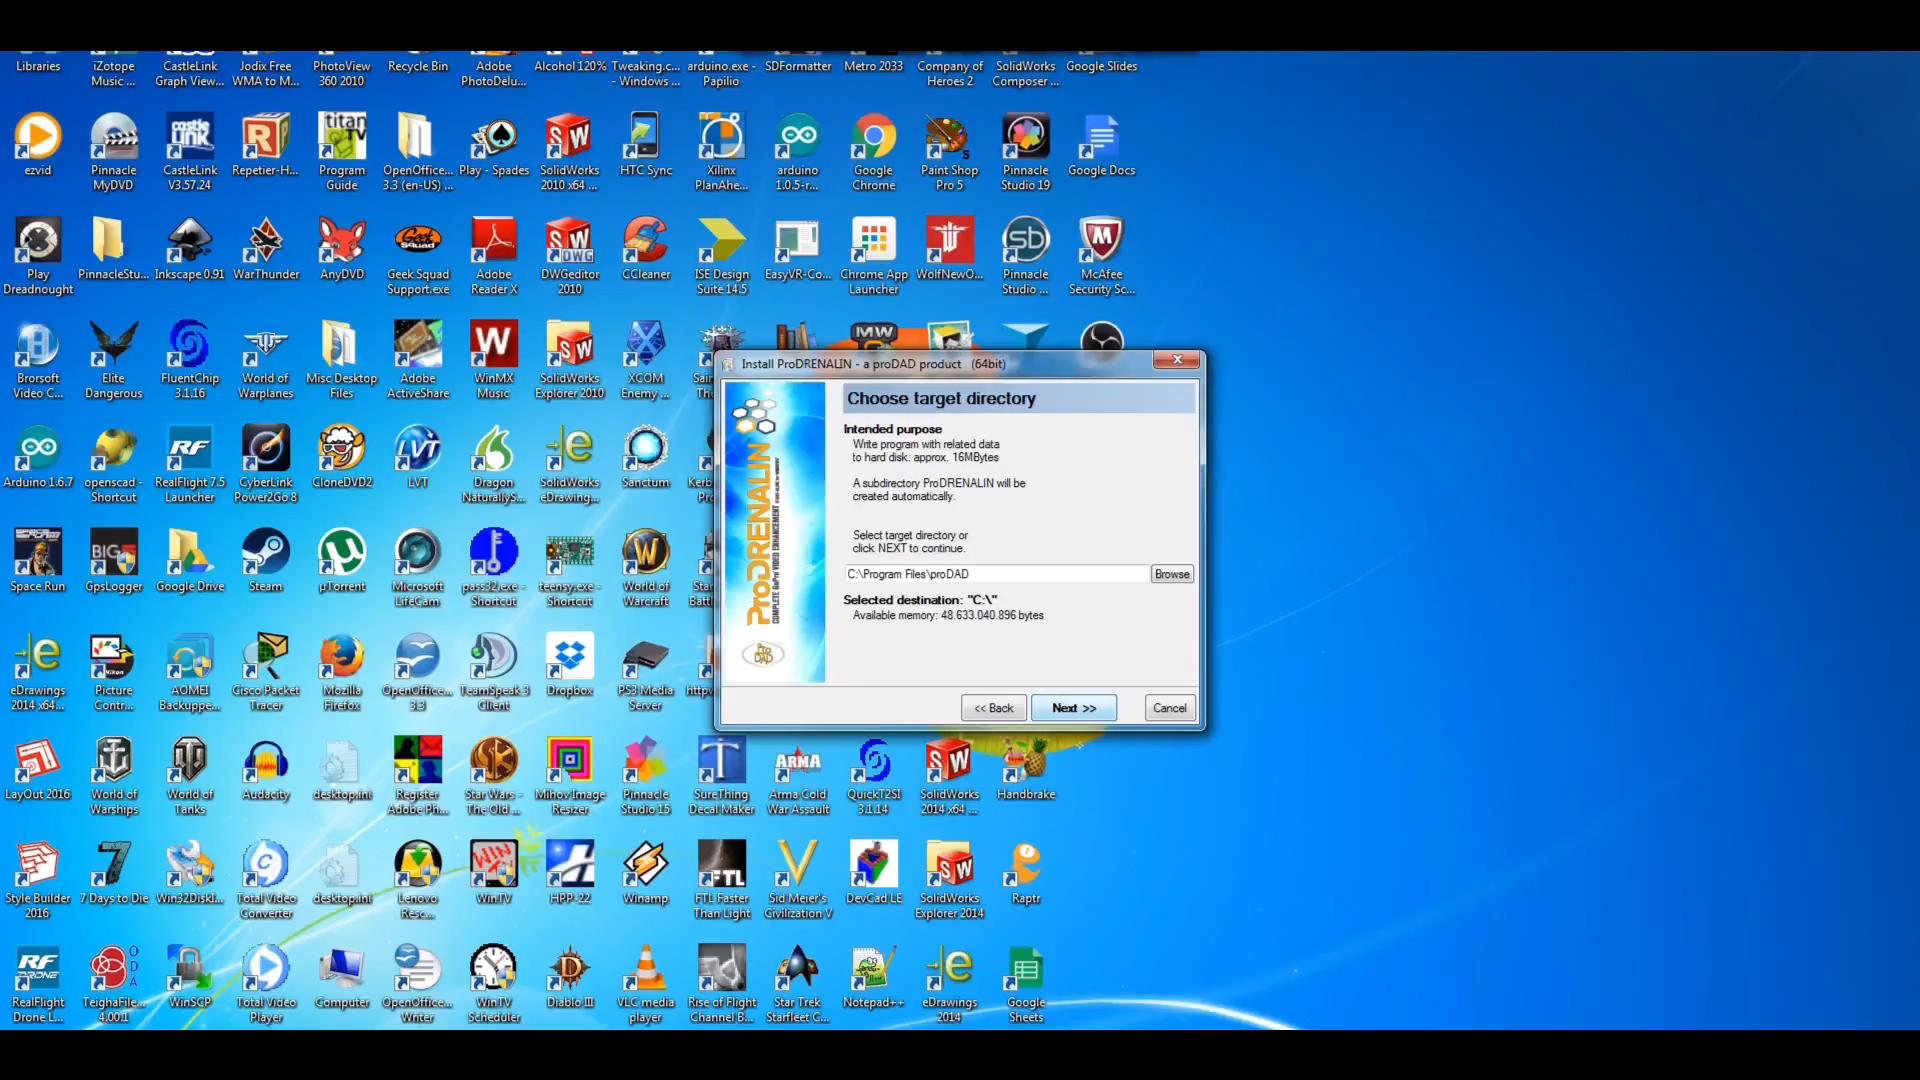 Libraries
iZotope
Music ...
CastleLink
Graph View...
Jodix Free
WMA to M...
PhotoView
360 2010
Recycle Bin
Adobe
PhotoDelu...
Alcohol 120%
Tweaking.c...
- Windows ...
arduino.exe -
Papilio
SDFormatter
Metro 2033
Company of
Heroes 2
SolidWorks
Composer ...
Google Slides
ezvid
Pinnacle
MyDVD
CastleLink
V3.57.24
Repetier-H...
titan
TV
Program
Guide
OpenOffice...
3.3 (en-US) ...
Play - Spades
SolidWorks
2010 x64 ...
HTC Sync
Xilinx
PlanAhe...
arduino
1.0.5-r...
Google
Chrome
Paint Shop
Pro 5
Pinnacle
Studio 19
Google Docs
Play
Dreadnought
PinnacleStu...
Inkscape 0.91
WarThunder
AnyDVD
Geek Squad
Support.exe
Adobe
Reader X
DWGeditor
2010
CCleaner
ISE Design
Suite 14.5
EasyVR-Co...
Chrome App
Launcher
WolfNewO...
Pinnacle
Studio ...
McAfee
Security Sc...
Brorsoft
Video C...
Elite
Dangerous
FluentChip
3.1.16
World of
Warplanes
Misc Desktop
Files
Adobe
ActiveShare
WinMX
Music
SolidWorks
Explorer 2010
XCOM
Enemy ...
MW
Arduino 1.6.7
openscad -
Shortcut
RealFlight 7.5
Launcher
CyberLink
Power2Go 8
CloneDVD2
LVT
LVT
Dragon
NaturallyS...
SolidWorks
eDrawing...
Sanctum
Space Run
GpsLogger
Google Drive
Steam
µTorrent
Microsoft
LifeCam
pass32.exe -
Shortcut
teensy.exe -
Shortcut
World of
Warcraft
eDrawings
2014 x64...
Picture
Contr...
AOMEI
Backuppe...
Cisco Packet
Tracer
Mozilla
Firefox
OpenOffice...
3.3
TeamSpeak 3
Client
Dropbox
PS3 Media
Server
Install ProDRENALIN - a proDAD product   (64bit)
Choose target directory
Intended purpose
Write program with related data
to hard disk: approx. 16MBytes
A subdirectory ProDRENALIN will be
created automatically.
Select target directory or
click NEXT to continue.
C:\Program Files\proDAD
Browse
Selected destination: "C:\"
Available memory: 48.633.040.896 bytes
<< Back
Next >>
Cancel
ProDRENALIN
COMPLETE GoPro VIDEO ENHANCEMENT
PRO
DAD
LayOut 2016
World of
Warships
World of
Tanks
Audacity
desktop.ini
Register
Adobe Ph...
Star Wars -
The Old ...
Mihov Image
Resizer
Pinnacle
Studio 15
SureThing
Decal Maker
ARMA
Arma Cold
War Assault
QuickT2SI
3.1.14
SolidWorks
2014 x64 ...
Handbrake
Style Builder
2016
7 Days to Die
Win32DiskI...
Total Video
Converter
desktop.ini
Lenovo
Resc...
WinTV
HPP-22
Winamp
FTL Faster
Than Light
Sid Meier's
Civilization V
DevCad LE
SolidWorks
Explorer 2014
Raptr
RealFlight
Drone L...
TeighaFile...
4.00.1
WinSCP
Total Video
Player
Computer
OpenOffice...
Writer
WinTV
Scheduler
Diablo III
VLC media
player
Rise of Flight
Channel B...
Star Trek
Starfleet C...
Notepad++
eDrawings
2014
Google
Sheets